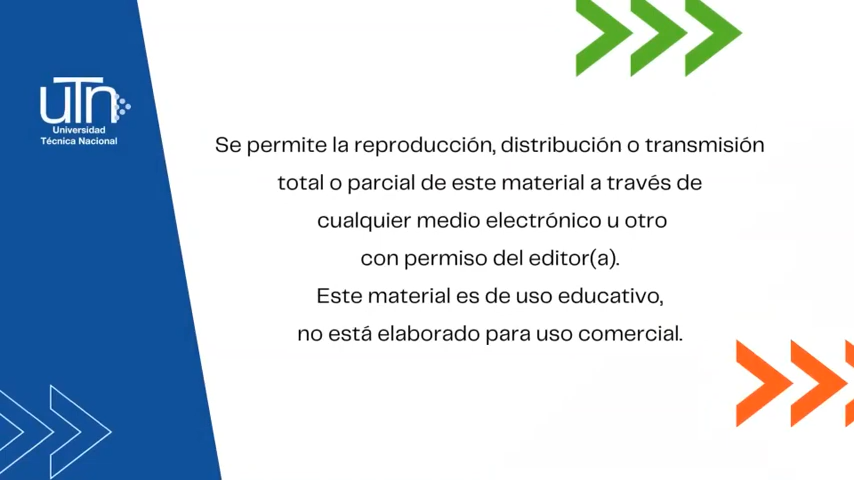 uTn
Universidad
Técnica Nacional
Se permite la reproducción, distribución o transmisión
total o parcial de este material a través de
cualquier medio electrónico u otro
con permiso del editor(a).
Este material es de uso educativo,
no está elaborado para uso comercial.